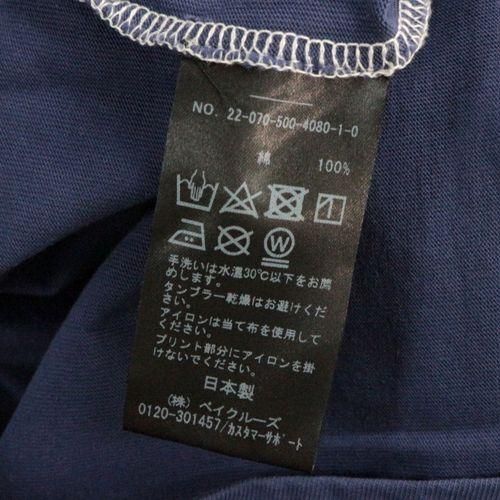 NO. 22-070-500-4080-1-0
綿 100%
手洗いは水温30℃以下をお薦
めします。
タンブラー乾燥はお避けくだ
さい。
アイロンは当て布を使用して
ください。
プリント部分にアイロンを掛
けないでください。
日本製
(株) ベイクルーズ
0120-301457/カスタマーサポート